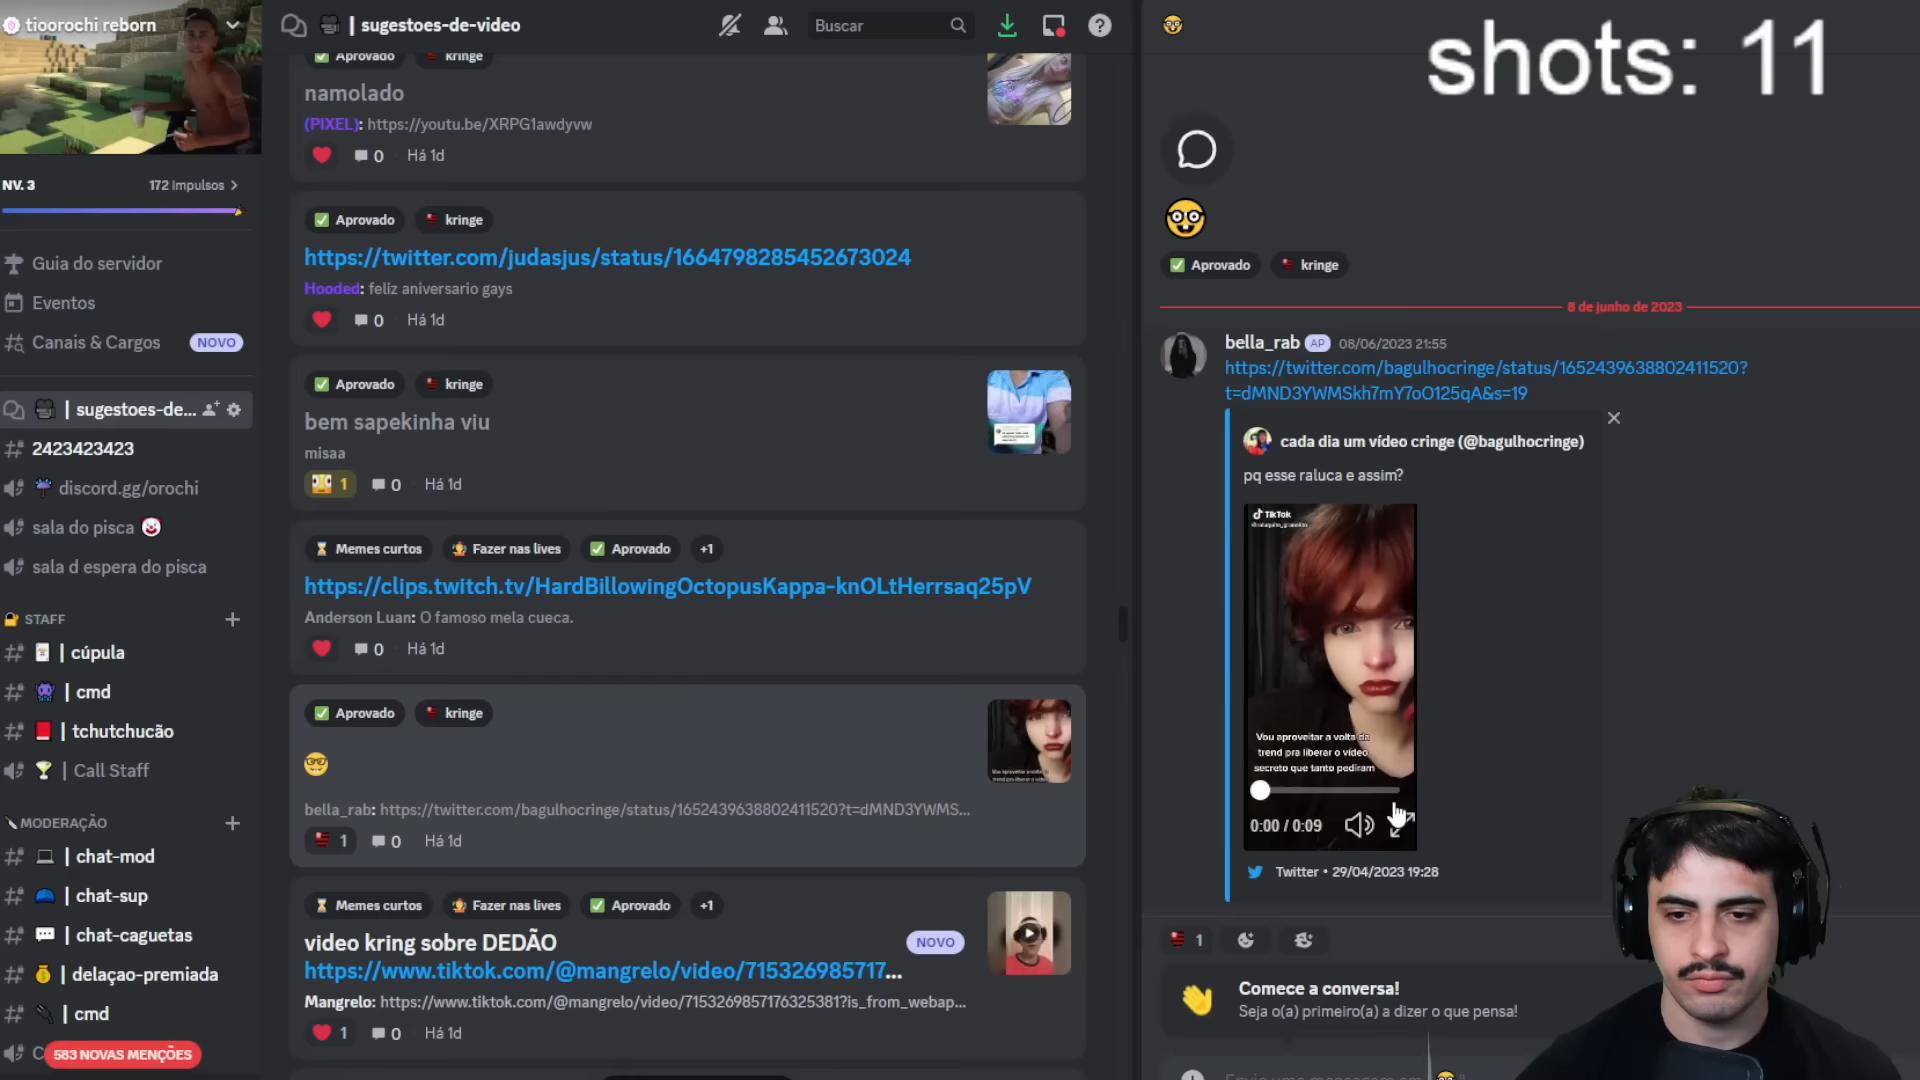 tioorochi reborn
NV. 3
172 Impulsos
Guia do servidor
Eventos
Canais & Cargos
NOVO
| sugestoes-de...
2423423423
discord.gg/orochi
sala do pisca
sala d espera do pisca
STAFF
| cúpula
| cmd
| tchutchucão
| Call Staff
MODERAÇÃO
| chat-mod
| chat-sup
| chat-caguetas
| delaçao-premiada
| cmd
583 NOVAS MENÇÕES
| sugestoes-de-video
Buscar
Aprovado
kringe
namolado
(PIXEL): https://youtu.be/XRPG1awdyvw
0
Há 1d
Aprovado
kringe
https://twitter.com/judasjus/status/1664798285452673024
Hooded: feliz aniversario gays
0
Há 1d
Aprovado
kringe
bem sapekinha viu
misaa
1
0
Há 1d
Memes curtos
Fazer nas lives
Aprovado
+1
https://clips.twitch.tv/HardBillowingOctopusKappa-knOLtHerrsaq25pV
Anderson Luan: O famoso mela cueca.
0
Há 1d
Aprovado
kringe
bella_rab: https://twitter.com/bagulhocringe/status/1652439638802411520?t=dMND3YWMS...
1
0
Há 1d
Memes curtos
Fazer nas lives
Aprovado
+1
video kring sobre DEDÃO
NOVO
https://www.tiktok.com/@mangrelo/video/715326985717...
Mangrelo: https://www.tiktok.com/@mangrelo/video/7153269857176325381?is_from_webap...
1
0
Há 1d
shots: 11
Aprovado
kringe
8 de junho de 2023
bella_rab
AP
08/06/2023 21:55
https://twitter.com/bagulhocringe/status/1652439638802411520?
t=dMND3YWMSkh7mY7oO125qA&s=19
cada dia um vídeo cringe (@bagulhocringe)
pq esse raluca e assim?
TikTok
Vou aproveitar a volta da
trend pra liberar o vídeo
secreto que tanto pediram
0:00 / 0:09
Twitter • 29/04/2023 19:28
1
Comece a conversa!
Seja o(a) primeiro(a) a dizer o que pensa!